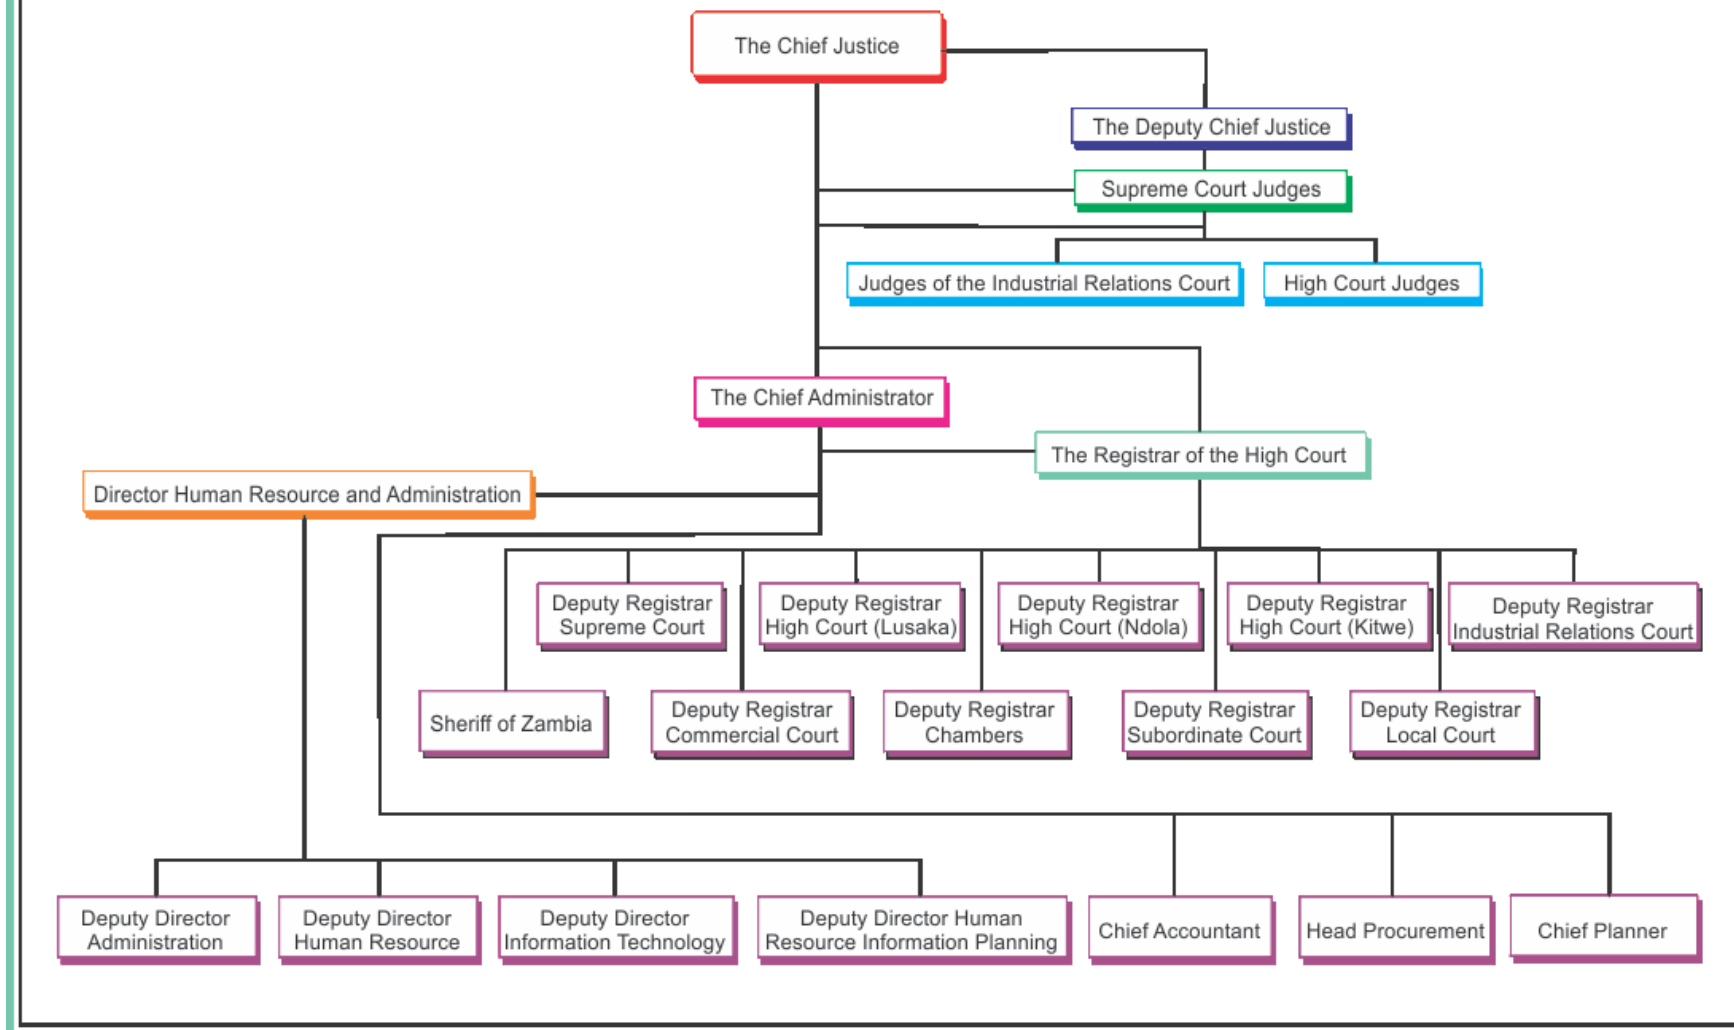 The Chief Justice
The Deputy Chief Justice
Supreme Court Judges
Judges of the Industrial Relations Court
High Court Judges
The Chief Administrator
The Registrar of the High Court
Director Human Resource and Administration
Deputy Registrar
Supreme Court
Deputy Registrar
High Court (Lusaka)
Deputy Registrar
High Court (Ndola)
Deputy Registrar
High Court (Kitwe)
Deputy Registrar
Industrial Relations Court
Sheriff of Zambia
Deputy Registrar
Commercial Court
Deputy Registrar
Chambers
Deputy Registrar
Subordinate Court
Deputy Registrar
Local Court
Deputy Director
Administration
Deputy Director
Human Resource
Deputy Director
Information Technology
Deputy Director Human
Resource Information Planning
Chief Accountant
Head Procurement
Chief Planner